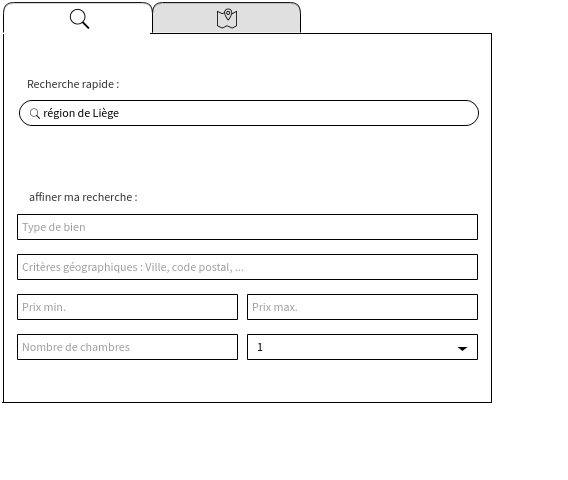 Recherche rapide :
région de Liège
affiner ma recherche :
Type de bien
Critères géographiques : Ville, code postal, ...
Prix min.
Prix max.
Nombre de chambres
1